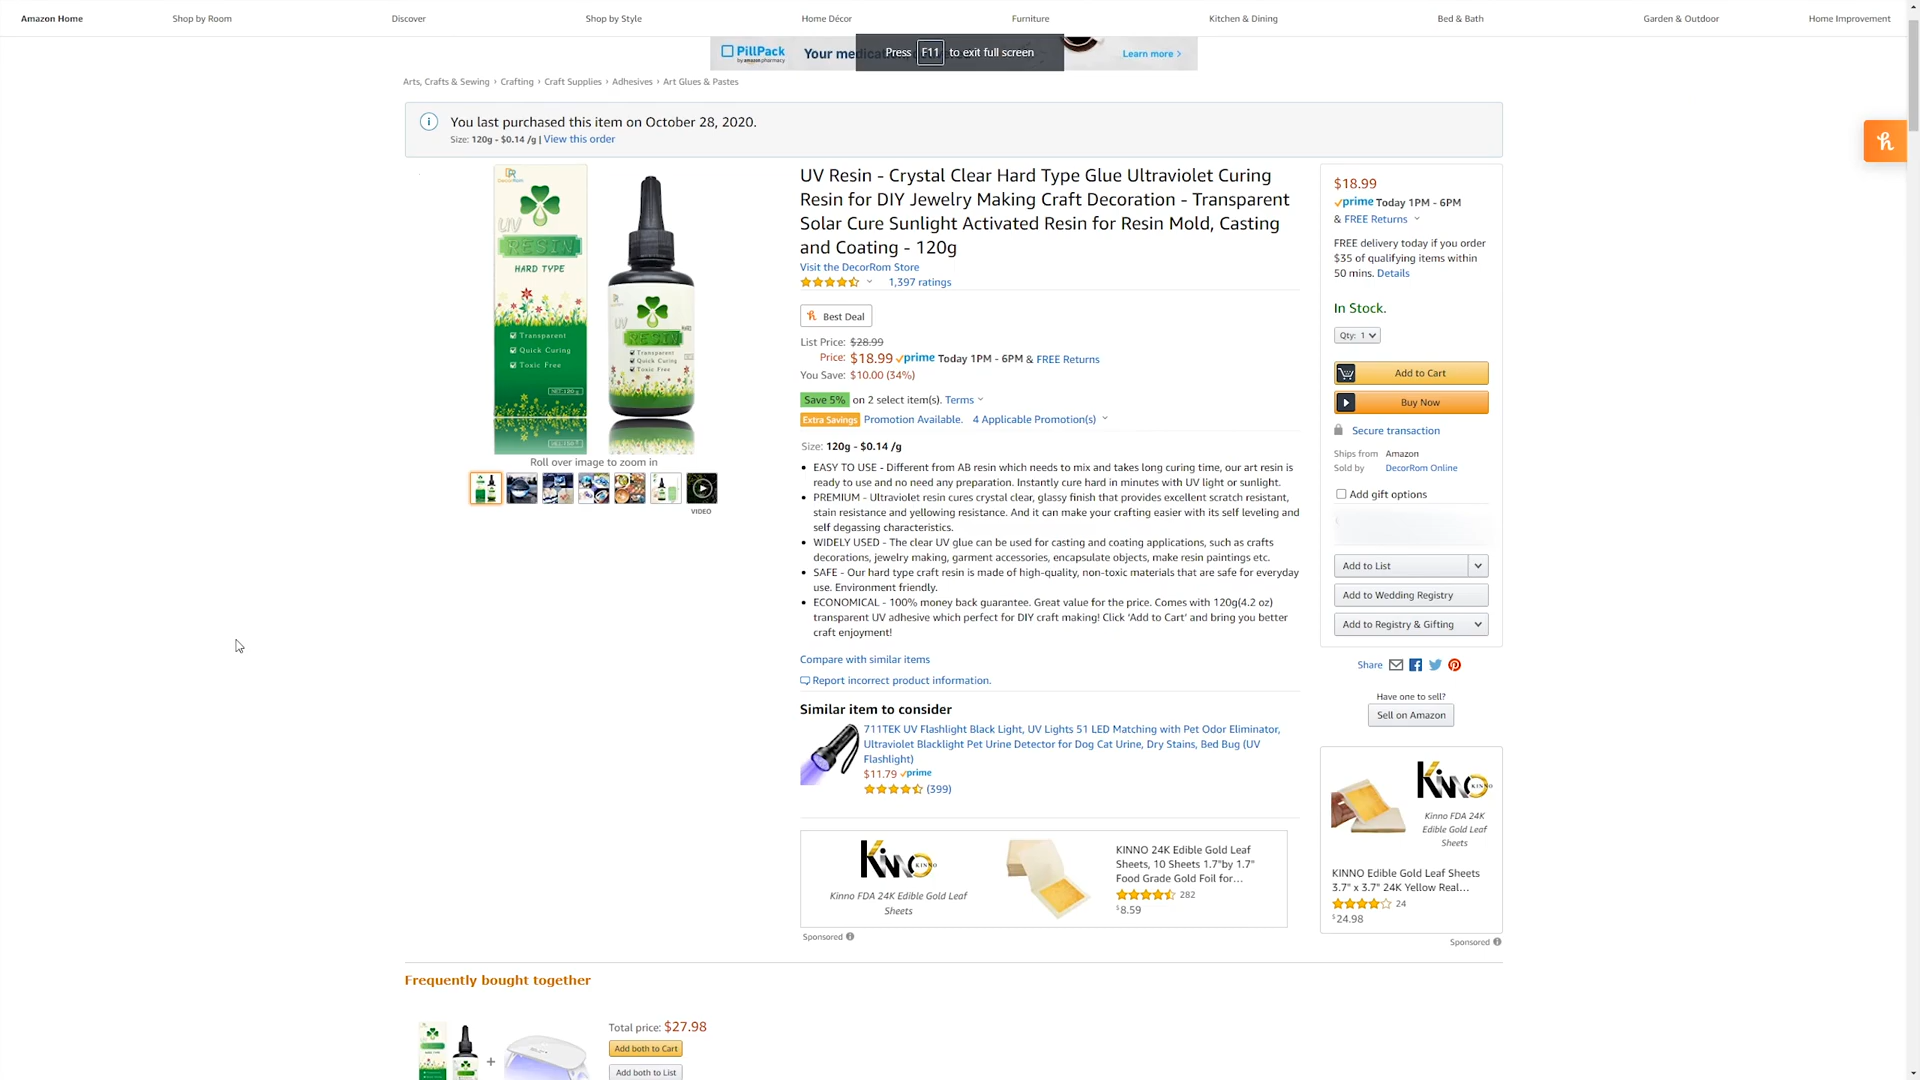 Amazon Home
Shop by Room
Discover
Shop by Style
Home Décor
Furniture
Kitchen & Dining
Bed & Bath
Garden & Outdoor
Home Improvement
PillPack
by amazon pharmacy
Your
Press F11 to exit full screen
Learn more ›
Arts, Crafts & Sewing › Crafting › Craft Supplies › Adhesives › Art Glues & Pastes
You last purchased this item on October 28, 2020.
Size: 120g - $0.14 /g | View this order
UV
RESIN
HARD TYPE
Transparent
Quick Curing
Toxic Free
NET:120 g
UV
RESIN
Transparent
Quick Curing
Toxic Free
Roll over image to zoom in
VIDEO
UV Resin - Crystal Clear Hard Type Glue Ultraviolet Curing
Resin for DIY Jewelry Making Craft Decoration - Transparent
Solar Cure Sunlight Activated Resin for Resin Mold, Casting
and Coating - 120g
Visit the DecorRom Store
1,397 ratings
Best Deal
List Price: $28.99
Price: $18.99 prime Today 1PM - 6PM & FREE Returns
You Save: $10.00 (34%)
Save 5% on 2 select item(s). Terms
Extra Savings Promotion Available. 4 Applicable Promotion(s)
Size: 120g - $0.14 /g
• EASY TO USE - Different from AB resin which needs to mix and takes long curing time, our art resin is
ready to use and no need any preparation. Instantly cure hard in minutes with UV light or sunlight.
• PREMIUM - Ultraviolet resin cures crystal clear, glassy finish that provides excellent scratch resistant,
stain resistance and yellowing resistance. And it can make your crafting easier with its self leveling and
self degassing characteristics.
• WIDELY USED - The clear UV glue can be used for casting and coating applications, such as crafts
decorations, jewelry making, garment accessories, encapsulate objects, make resin paintings etc.
• SAFE - Our hard type craft resin is made of high-quality, non-toxic materials that are safe for everyday
use. Environment friendly.
• ECONOMICAL - 100% money back guarantee. Great value for the price. Comes with 120g(4.2 oz)
transparent UV adhesive which perfect for DIY craft making! Click 'Add to Cart' and bring you better
craft enjoyment!
Compare with similar items
Report incorrect product information.
Similar item to consider
711TEK UV Flashlight Black Light, UV Lights 51 LED Matching with Pet Odor Eliminator,
Ultraviolet Blacklight Pet Urine Detector for Dog Cat Urine, Dry Stains, Bed Bug (UV
Flashlight)
$11.79 prime
(399)
KINNO
Kinno FDA 24K Edible Gold Leaf
Sheets
KINNO 24K Edible Gold Leaf
Sheets, 10 Sheets 1.7"by 1.7"
Food Grade Gold Foil for...
282
$8.59
Sponsored
$18.99
prime Today 1PM - 6PM
& FREE Returns
FREE delivery today if you order
$35 of qualifying items within
50 mins. Details
In Stock.
Qty: 1
Add to Cart
Buy Now
Secure transaction
Ships from Amazon
Sold by DecorRom Online
Add gift options
Add to List
Add to Wedding Registry
Add to Registry & Gifting
Share
Have one to sell?
Sell on Amazon
KINNO
Kinno FDA 24K
Edible Gold Leaf
Sheets
KINNO Edible Gold Leaf Sheets
3.7" x 3.7" 24K Yellow Real...
24
$24.98
Sponsored
Frequently bought together
+
Total price: $27.98
Add both to Cart
Add both to List